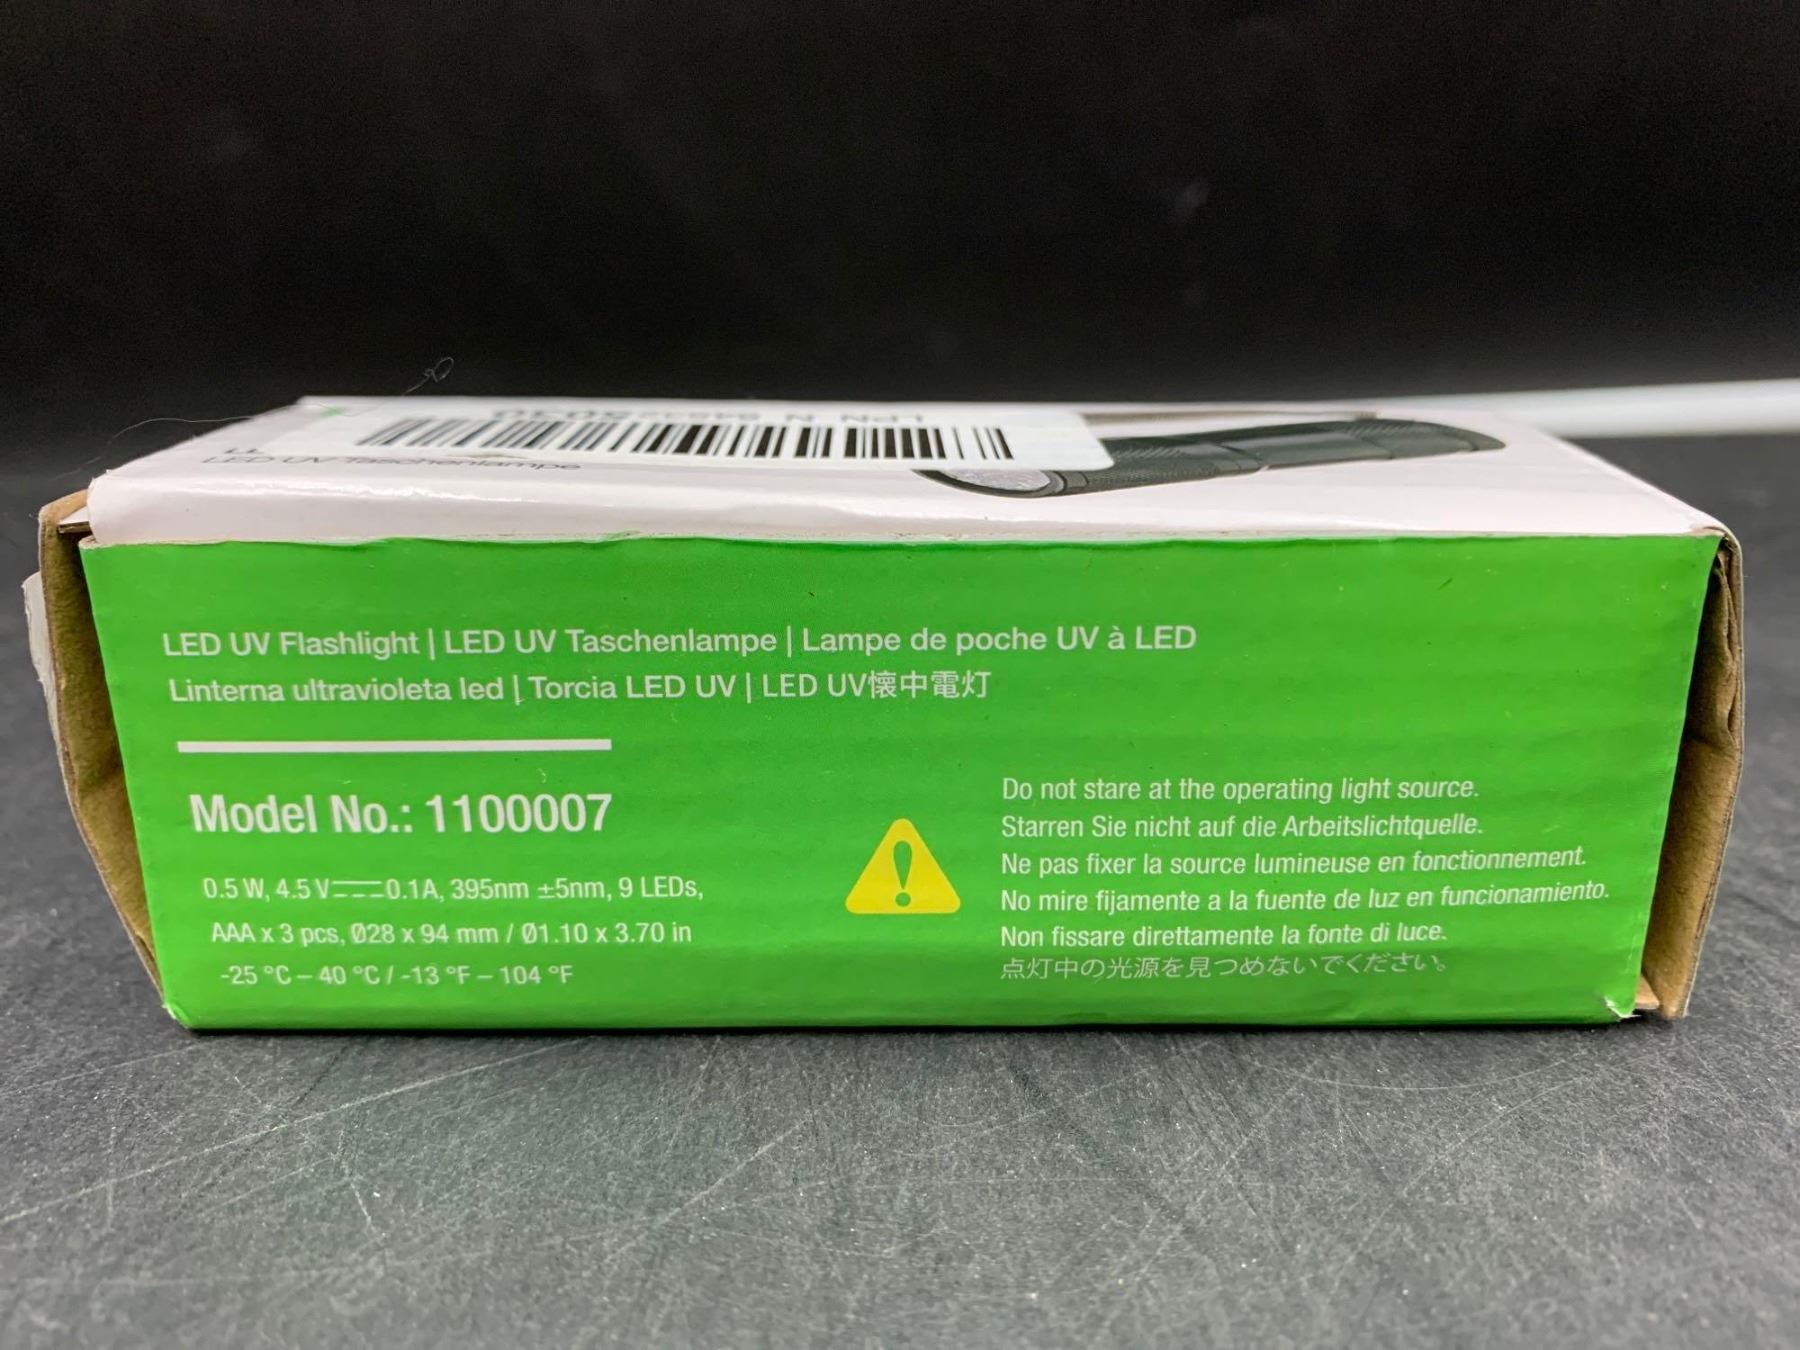 LED UV Taschenlampe
LED UV Flashlight | LED UV Taschenlampe | Lampe de poche UV à LED
Linterna ultravioleta led | Torcia LED UV | LED UV懐中電灯
Model No.: 1100007
0.5 W, 4.5 V⎓0.1A, 395nm ±5nm, 9 LEDs,
AAA x 3 pcs, Ø28 x 94 mm / Ø1.10 x 3.70 in
-25 °C – 40 °C / -13 °F – 104 °F
Do not stare at the operating light source.
Starren Sie nicht auf die Arbeitslichtquelle.
Ne pas fixer la source lumineuse en fonctionnement.
No mire fijamente a la fuente de luz en funcionamiento.
Non fissare direttamente la fonte di luce.
点灯中の光源を見つめないでください。